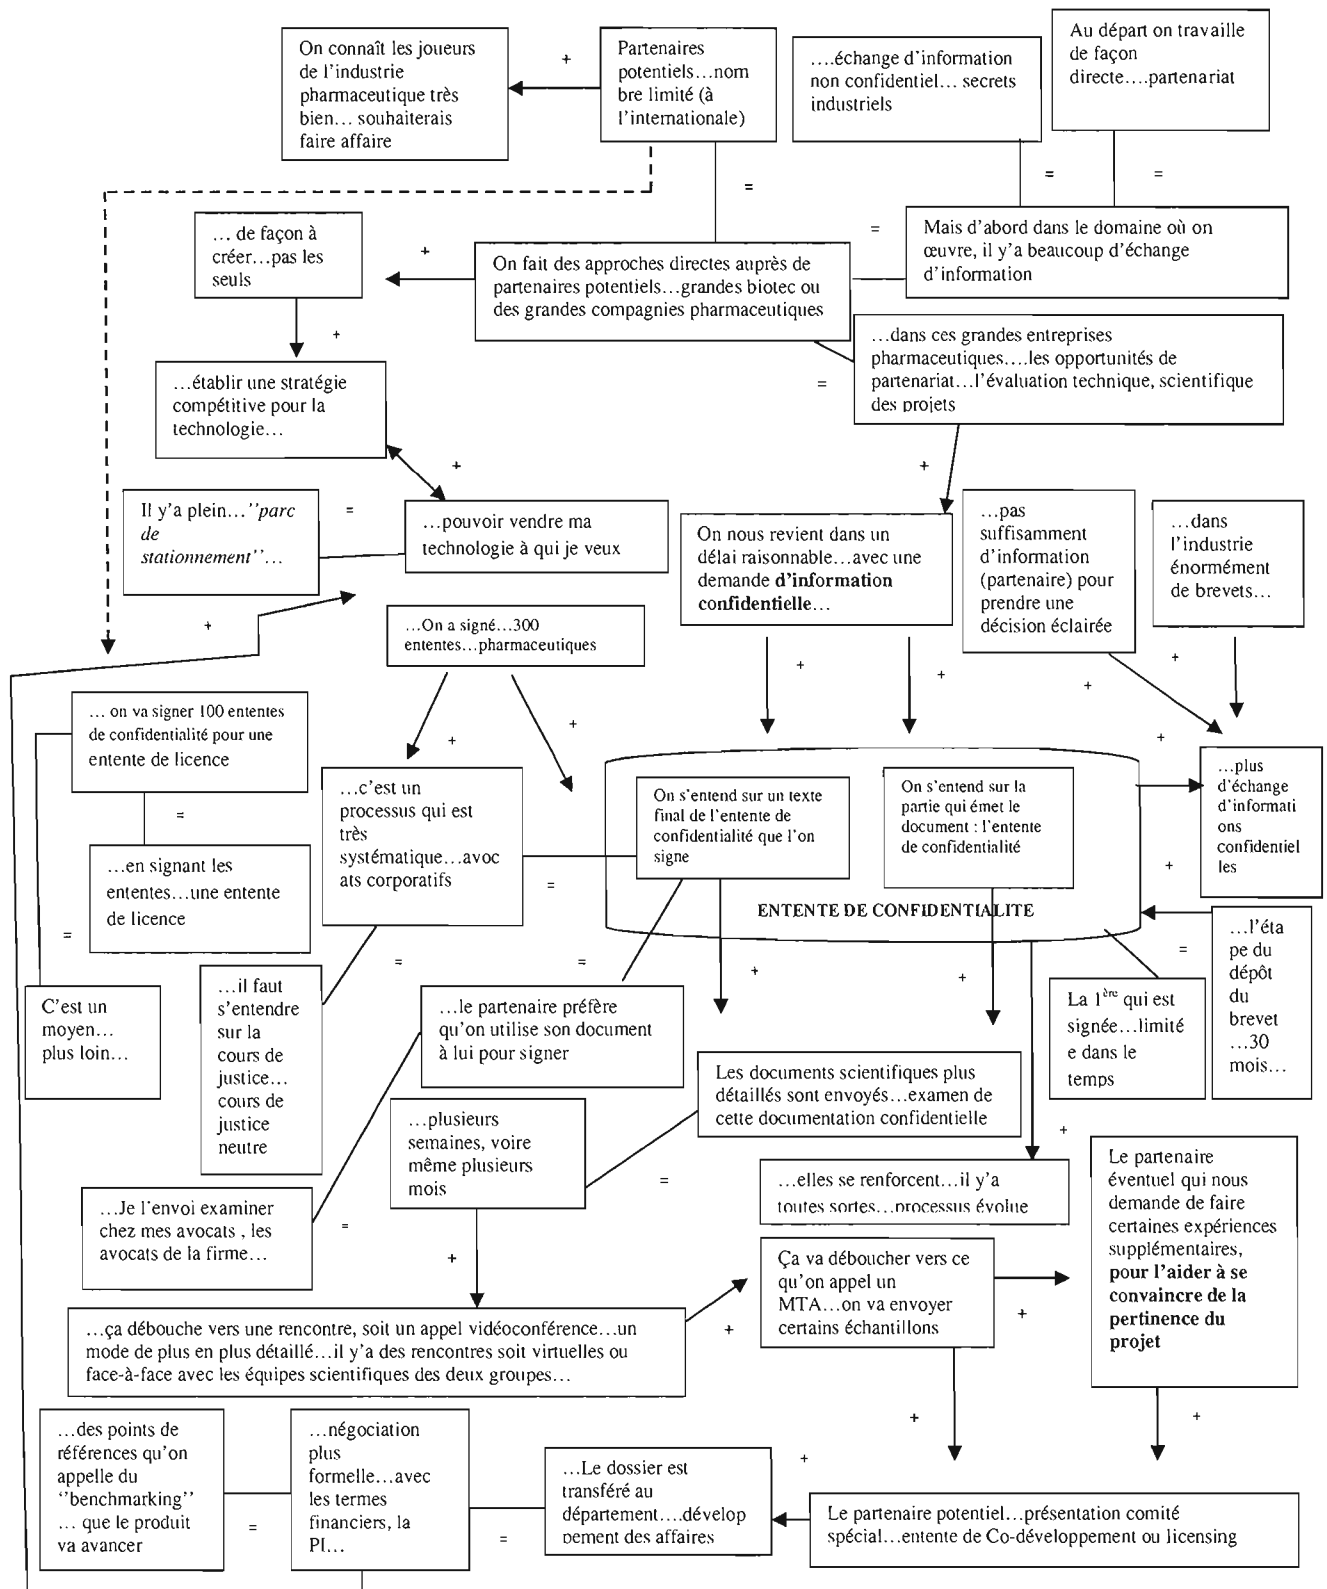 On connaît les joueurs
de l'industrie
pharmaceutique très
bien… souhaiterais
faire affaire
+
Partenaires
potentiels…nom
bre limité (à
l'internationale)
….échange d'information
non confidentiel… secrets
industriels
Au départ on travaille
de façon
directe….partenariat
=
=
=
… de façon à
créer…pas les
seuls
+
On fait des approches directes auprès de
partenaires potentiels…grandes biotec ou
des grandes compagnies pharmaceutiques
=
Mais d'abord dans le domaine où on
œuvre, il y'a beaucoup d'échange
d'information
+
…dans ces grandes entreprises
pharmaceutiques….les opportunités de
partenariat…l'évaluation technique, scientifique
des projets
=
…établir une stratégie
compétitive pour la
technologie…
+
+
Il y'a plein…''parc
de
stationnement''…
=
…pouvoir vendre ma
technologie à qui je veux
On nous revient dans un
délai raisonnable…avec une
demande d'information
confidentielle…
…pas
suffisamment
d'information
(partenaire) pour
prendre une
décision éclairée
…dans
l'industrie
énormément
de brevets…
+
…On a signé…300
ententes…pharmaceutiques
+
+
+
+
… on va signer 100 ententes
de confidentialité pour une
entente de licence
+
+
+
=
…c'est un
processus qui est
très
systématique…avoc
ats corporatifs
On s'entend sur un texte
final de l'entente de
confidentialité que l'on
signe
On s'entend sur la
partie qui émet le
document : l'entente
de confidentialité
…plus
d'échange
d'informati
ons
confidentiel
les
…en signant les
ententes…une entente
de licence
=
+
ENTENTE DE CONFIDENTIALITE
=
=
=
+
+
=
C'est un
moyen…
plus loin…
…il faut
s'entendre
sur la
cours de
justice…
cours de
justice
neutre
…le partenaire préfère
qu'on utilise son document
à lui pour signer
La 1ère qui est
signée…limité
e dans le
temps
…l'éta
pe du
dépôt
du
brevet
…30
mois…
Les documents scientifiques plus
détaillés sont envoyés…examen de
cette documentation confidentielle
…plusieurs
semaines, voire
même plusieurs
mois
+
=
…elles se renforcent…il y'a
toutes sortes…processus évolue
Le partenaire
éventuel qui nous
demande de faire
certaines expériences
supplémentaires,
pour l'aider à se
convaincre de la
pertinence du
projet
…Je l'envoi examiner
chez mes avocats , les
avocats de la firme…
=
+
Ça va déboucher vers ce
qu'on appel un
MTA…on va envoyer
certains échantillons
+
…ça débouche vers une rencontre, soit un appel vidéoconférence…un
mode de plus en plus détaillé…il y'a des rencontres soit virtuelles ou
face-à-face avec les équipes scientifiques des deux groupes…
+
+
+
…des points de
références qu'on
appelle du
''benchmarking''
… que le produit
va avancer
=
…négociation
plus
formelle…avec
les termes
financiers, la
PI…
=
…Le dossier est
transféré au
département….dévelop
pement des affaires
+
Le partenaire potentiel…présentation comité
spécial…entente de Co-développement ou licensing